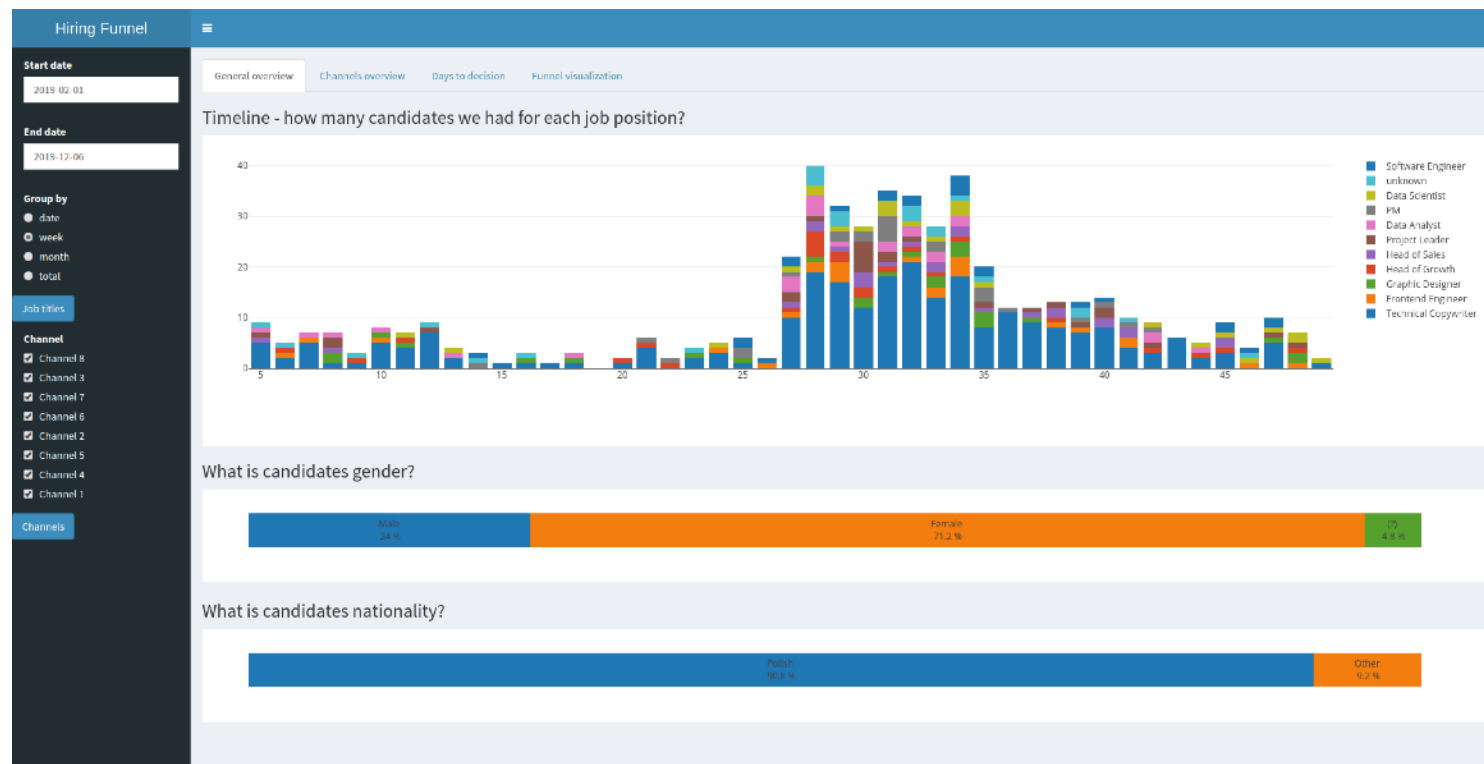 Hiring Funnel
Start date
2019-02-01
End date
2019-12-06
Group by
date
week
month
total
Job titles
Channel
Channel 8
Channel 3
Channel 7
Channel 6
Channel 2
Channel 5
Channel 4
Channel 1
Channels
General overview Channels overview Days to decision Funnel visualization
Timeline - how many candidates we had for each job position?
40
30
20
10
0
5 10 15 20 25 30 35 40 45
Software Engineer
unknown
Data Scientist
PM
Data Analyst
Project Leader
Head of Sales
Head of Growth
Graphic Designer
Frontend Engineer
Technical Copywriter
What is candidates gender?
Male Female (?)
24 % 71.2 % 4.8 %
What is candidates nationality?
Polish Other
90.8 % 9.2 %